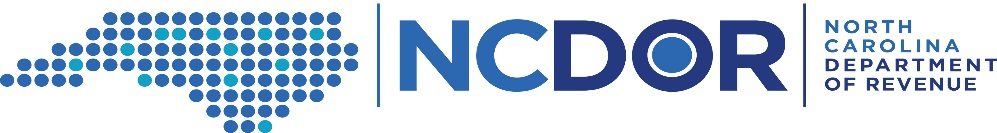 NCDOR
NORTH
CAROLINA
DEPARTMENT
OF REVENUE